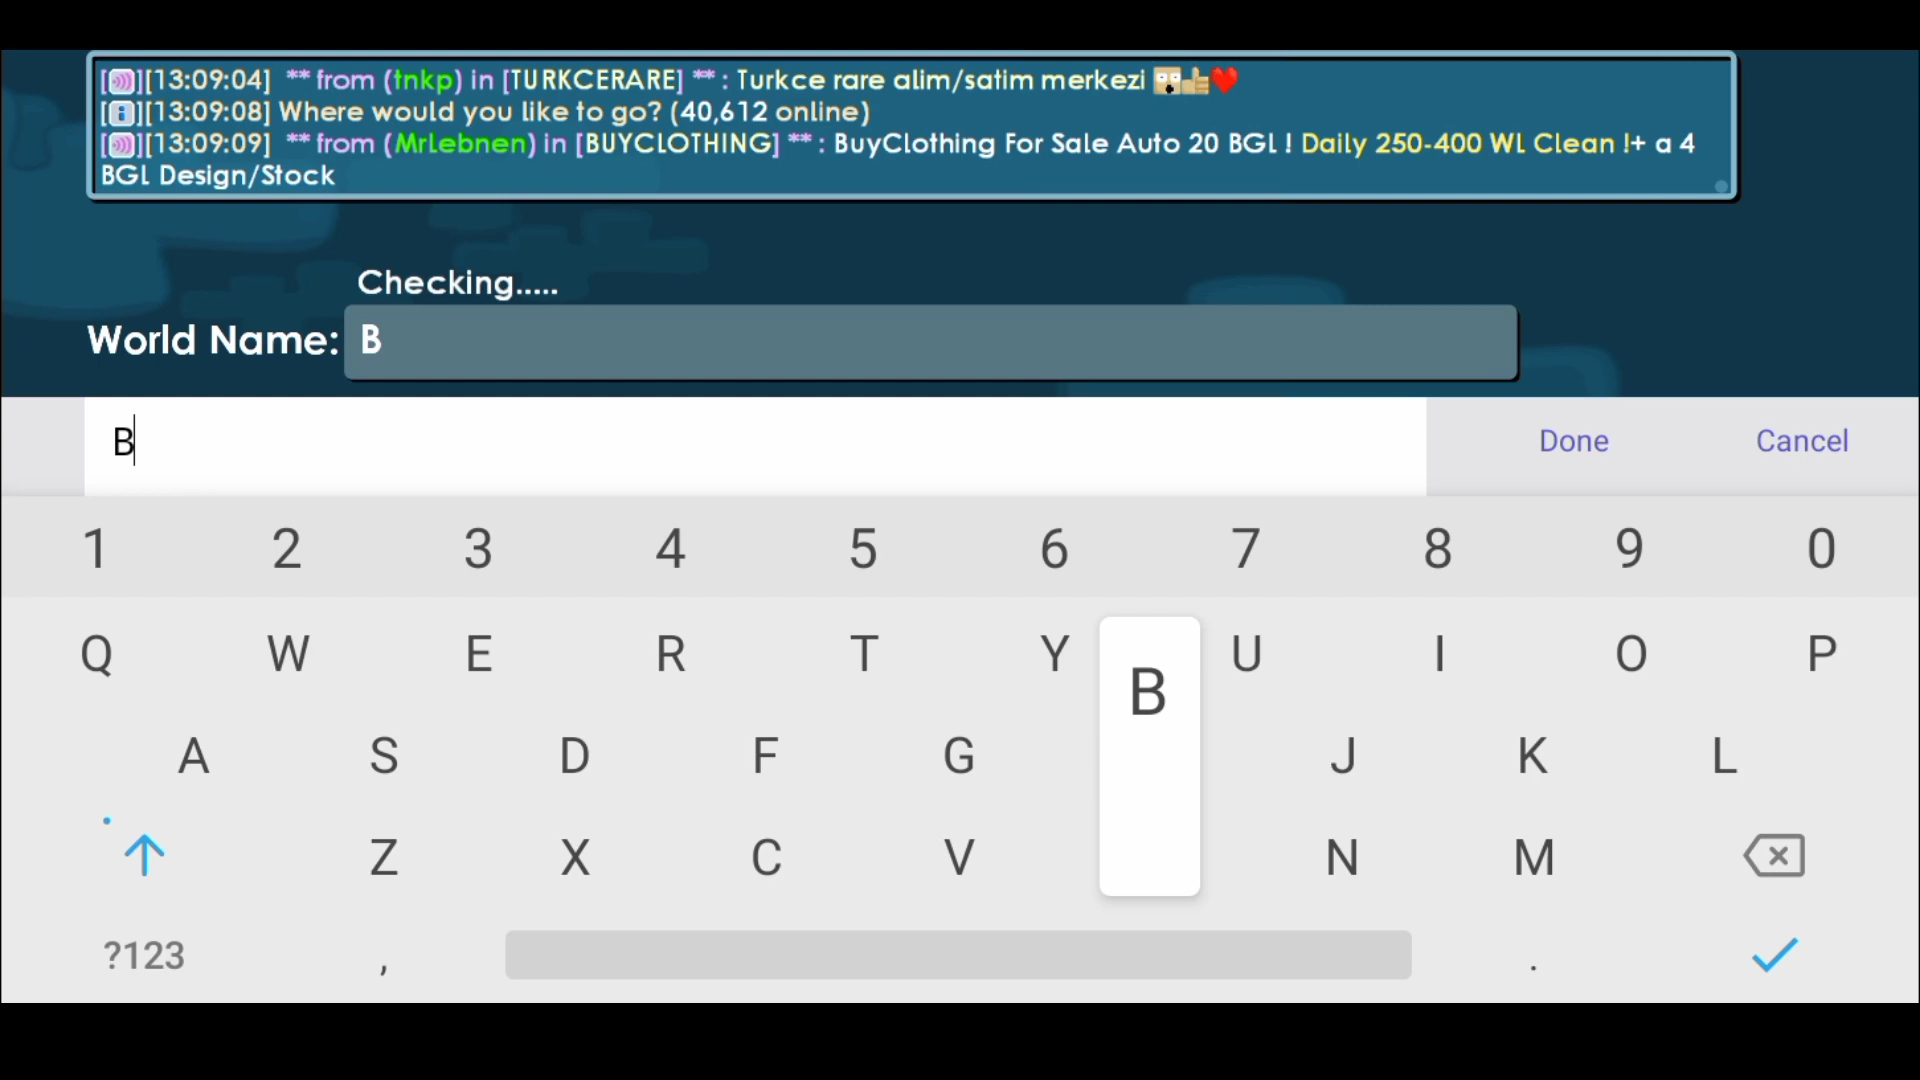 [][13:09:04] ** from (tnkp) in [TURKCERARE] ** : Turkce rare alim/satim merkezi
[][13:09:08] Where would you like to go? (40,612 online)
[][13:09:09] ** from (MrLebnen) in [BUYCLOTHING] ** : BuyClothing For Sale Auto 20 BGL ! Daily 250-400 WL Clean !+ a 4
BGL Design/Stock
Checking.....
World Name: B
B Done Cancel
1 2 3 4 5 6 7 8 9 0
Q W E R T Y U I O P
B
A S D F G J K L
Z X C V N M
?123 , .